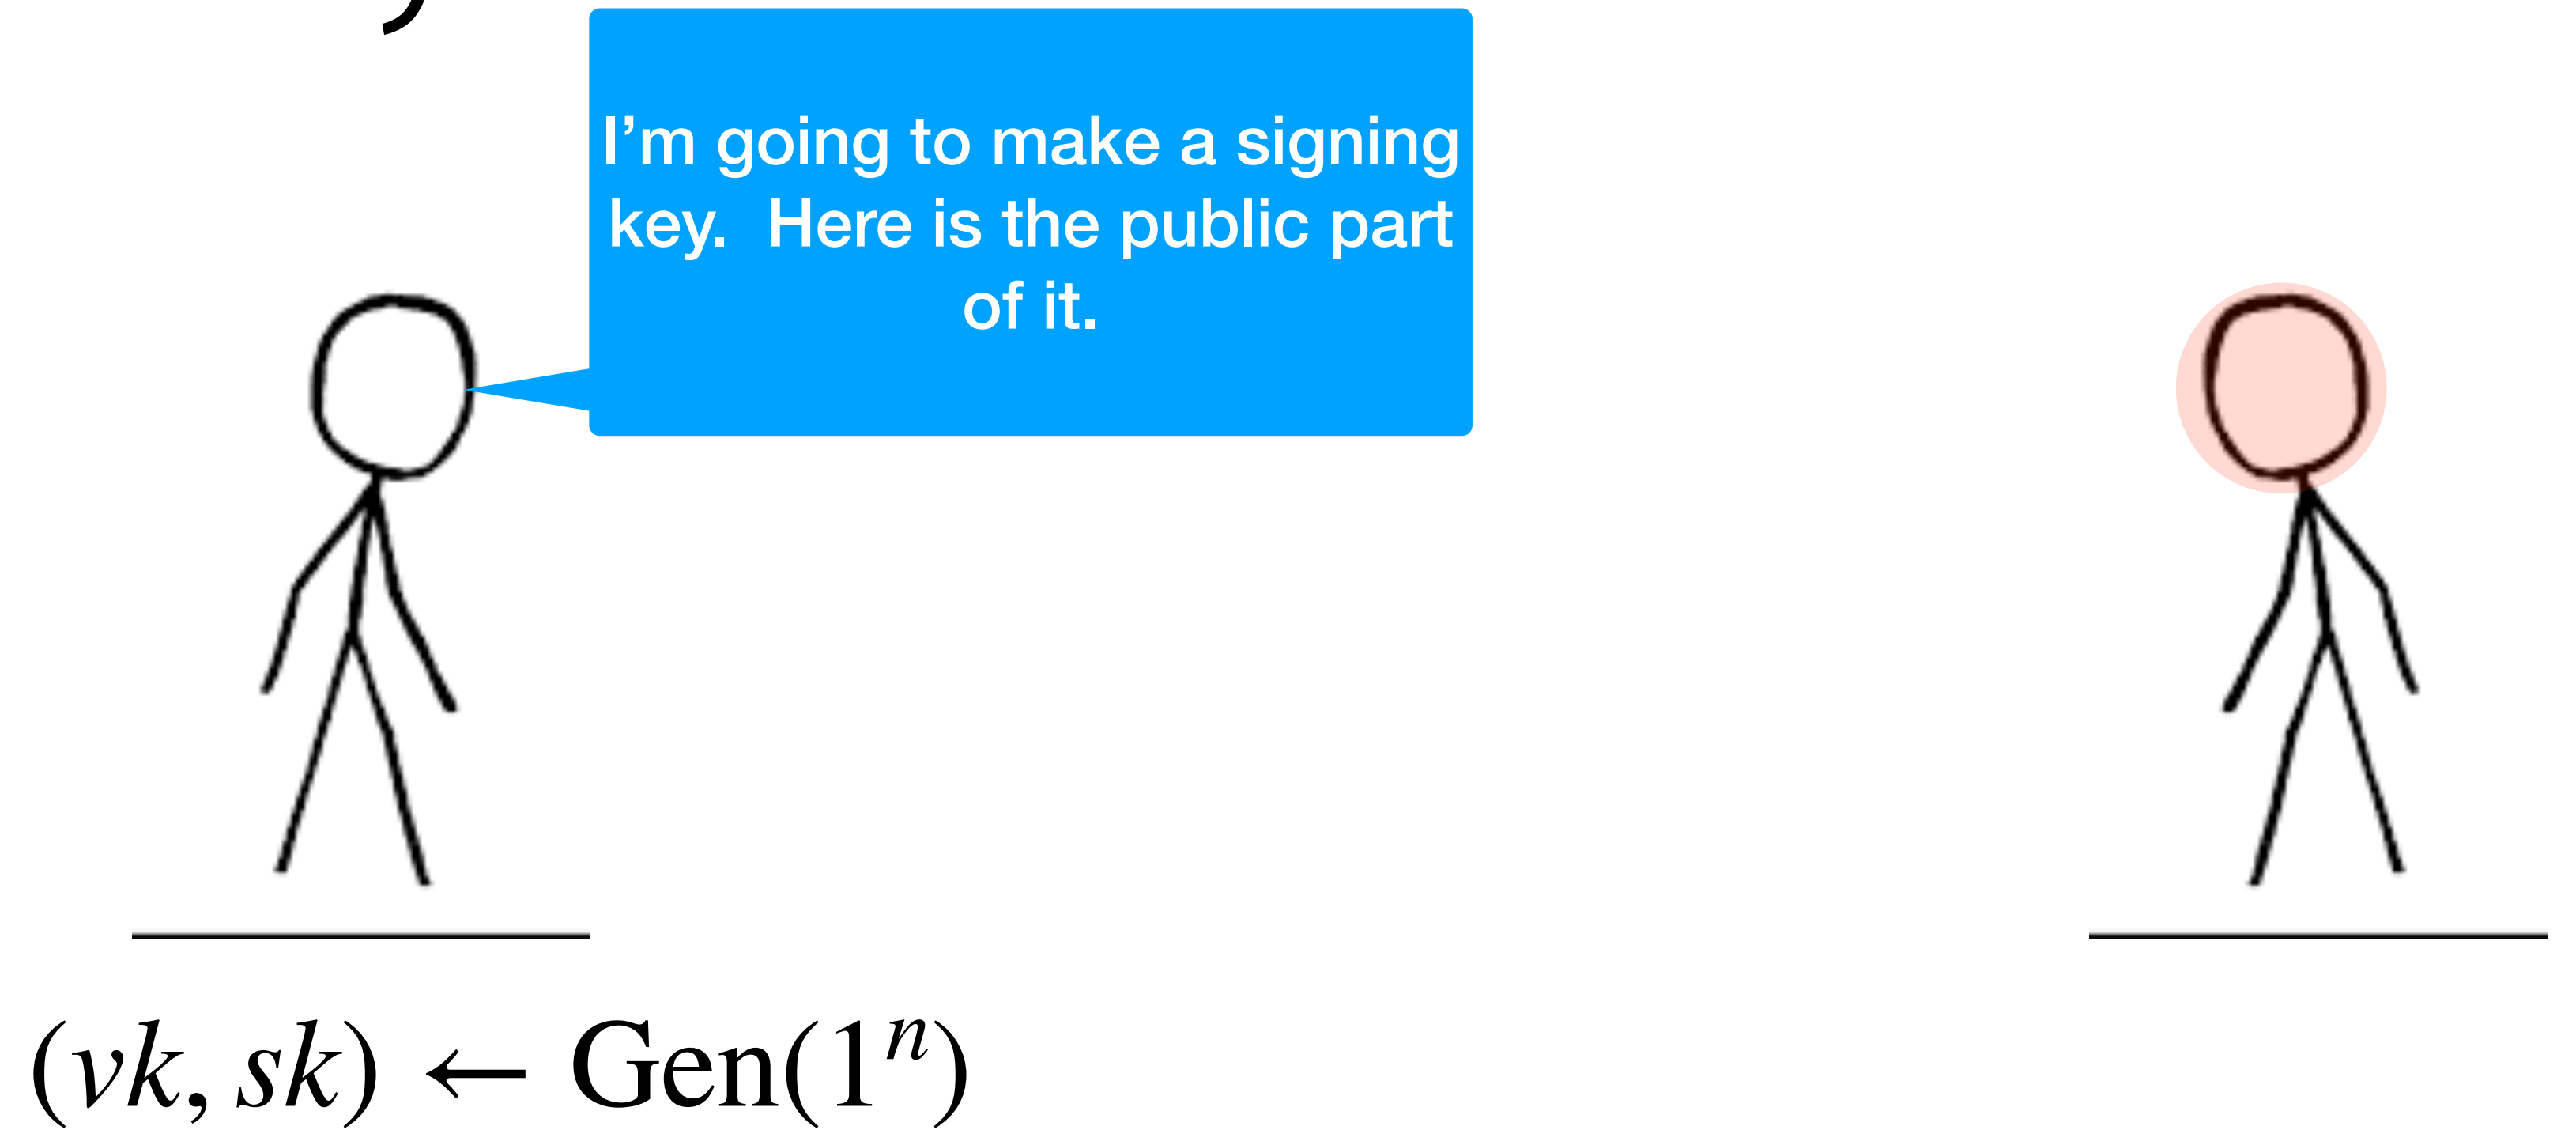 I’m going to make a signing
key.  Here is the public part
of it.
(vk, sk) ← Gen(1ⁿ)